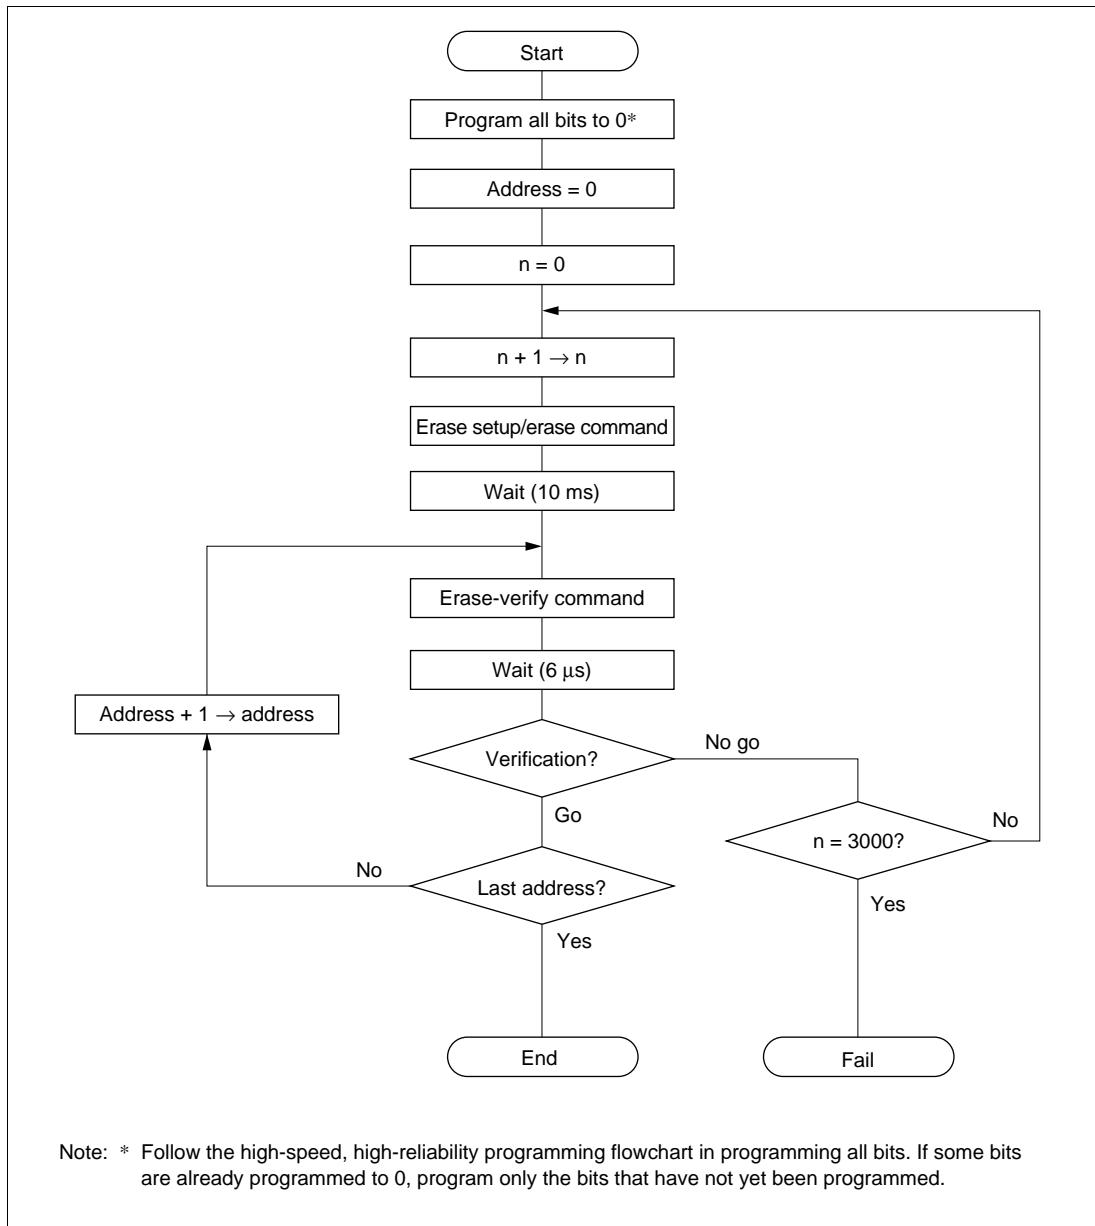 Start
Program all bits to 0*
Address = 0
n = 0
n + 1 → n
Erase setup/erase command
Wait (10 ms)
Erase-verify command
Wait (6 μs)
Address + 1 → address
Verification?
No go
Go
n = 3000?
No
No
Last address?
Yes
Yes
End
Fail
Note: * Follow the high-speed, high-reliability programming flowchart in programming all bits. If some bits
are already programmed to 0, program only the bits that have not yet been programmed.